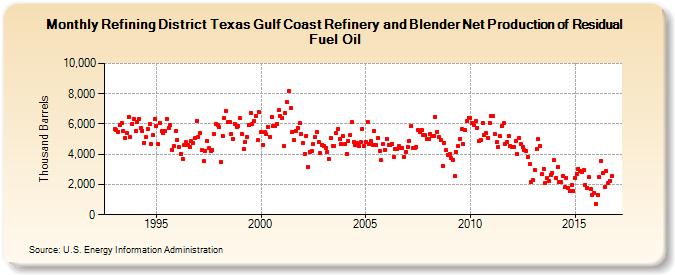 Monthly Refining District Texas Gulf Coast Refinery and Blender Net Production of Residual
Fuel Oil
Thousand Barrels
10,000
8,000
6,000
4,000
2,000
0
1995
2000
2005
2010
2015
Source: U.S. Energy Information Administration